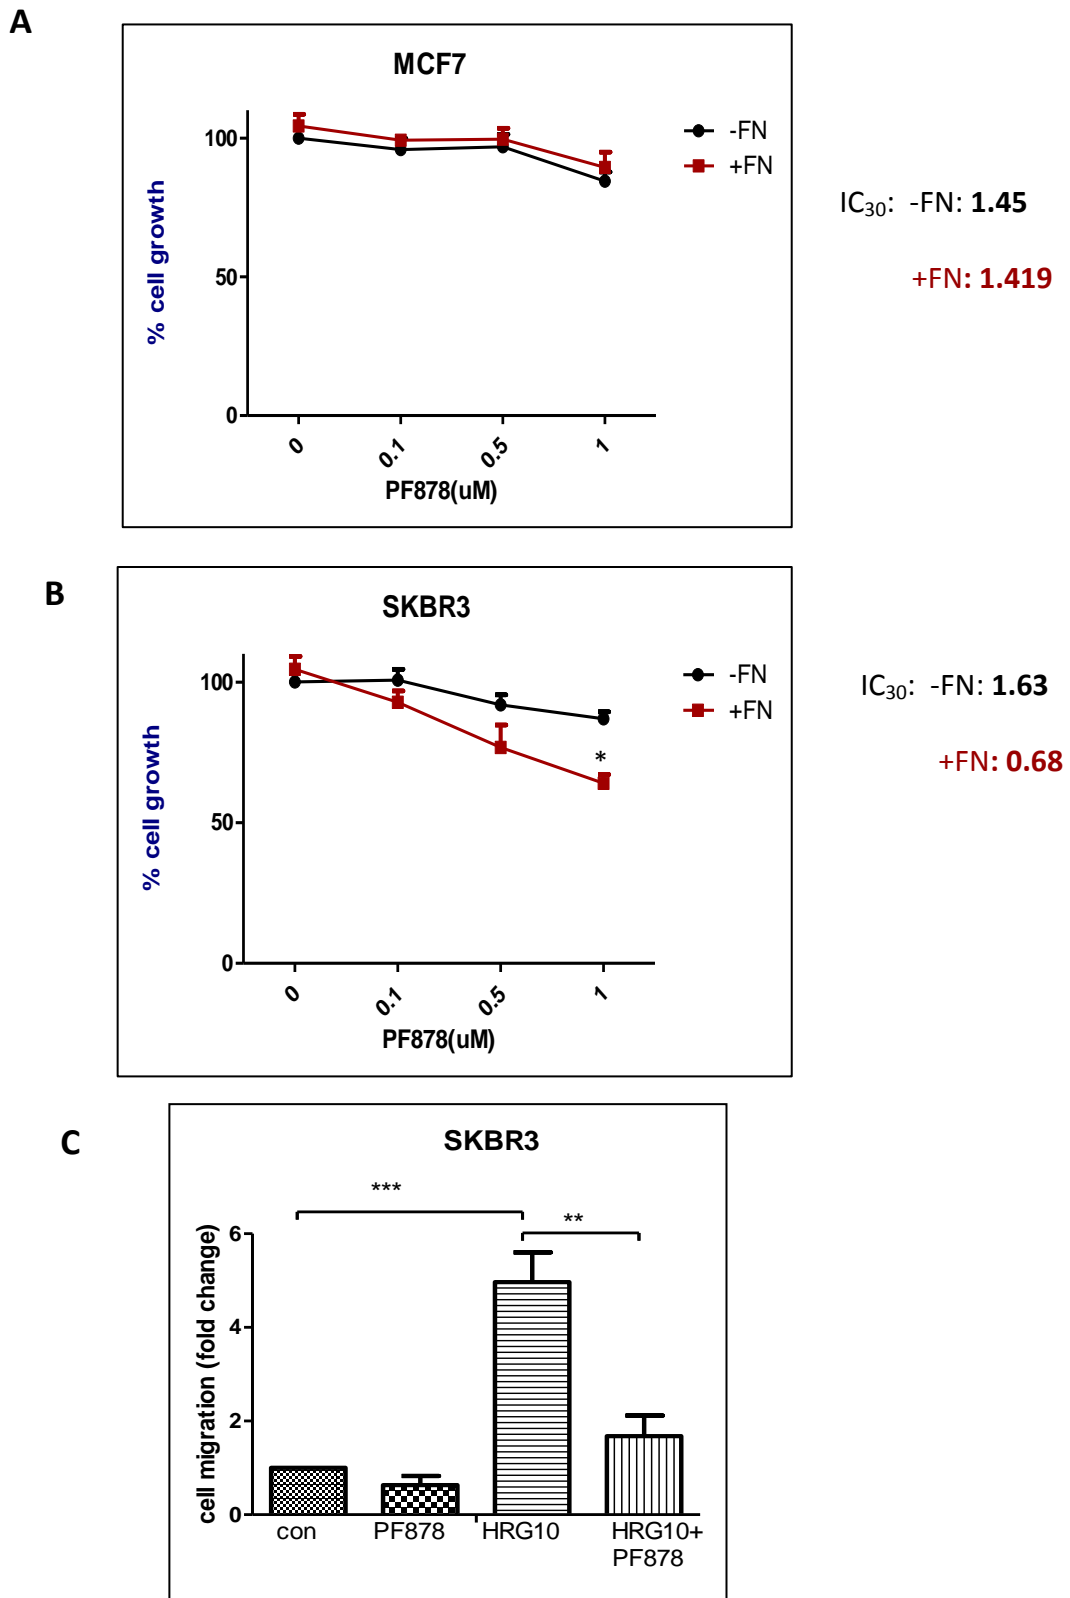 A
MCF7
100
50
0
% cell growth
0 0.1 0.5 1
PF878(uM)
-FN
+FN
IC₃₀: -FN: 1.45
+FN: 1.419
B
SKBR3
100
50
0
% cell growth
0 0.1 0.5 1
PF878(uM)
*
-FN
+FN
IC₃₀: -FN: 1.63
+FN: 0.68
C
SKBR3
***
**
6
4
2
0
cell migration (fold change)
con PF878 HRG10 HRG10+
PF878